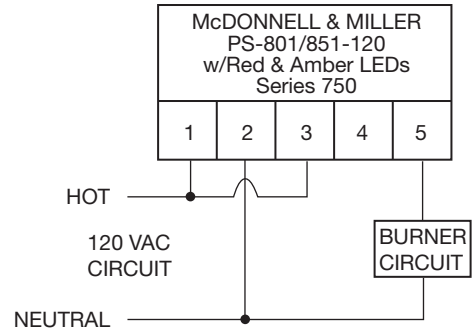 McDONNELL & MILLER
PS-801/851-120
w/Red & Amber LEDs
Series 750
1 2 3 4 5
HOT
120 VAC
CIRCUIT
BURNER
CIRCUIT
NEUTRAL